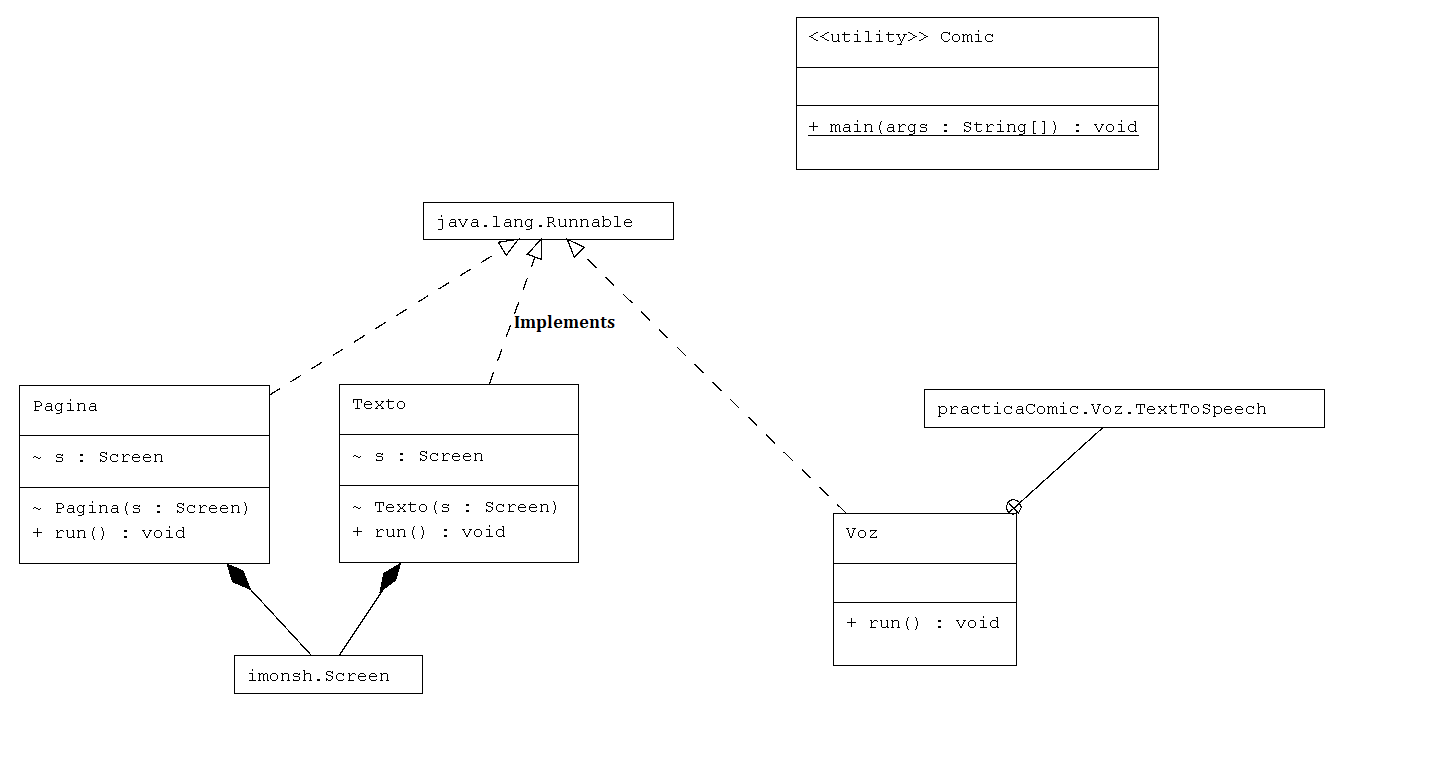 <<utility>> Comic
+ main(args : String[]) : void
java.lang.Runnable
Implements
Pagina
~ s : Screen
~ Pagina(s : Screen)
+ run() : void
Texto
~ s : Screen
~ Texto(s : Screen)
+ run() : void
practicaComic.Voz.TextToSpeech
Voz
+ run() : void
imonsh.Screen